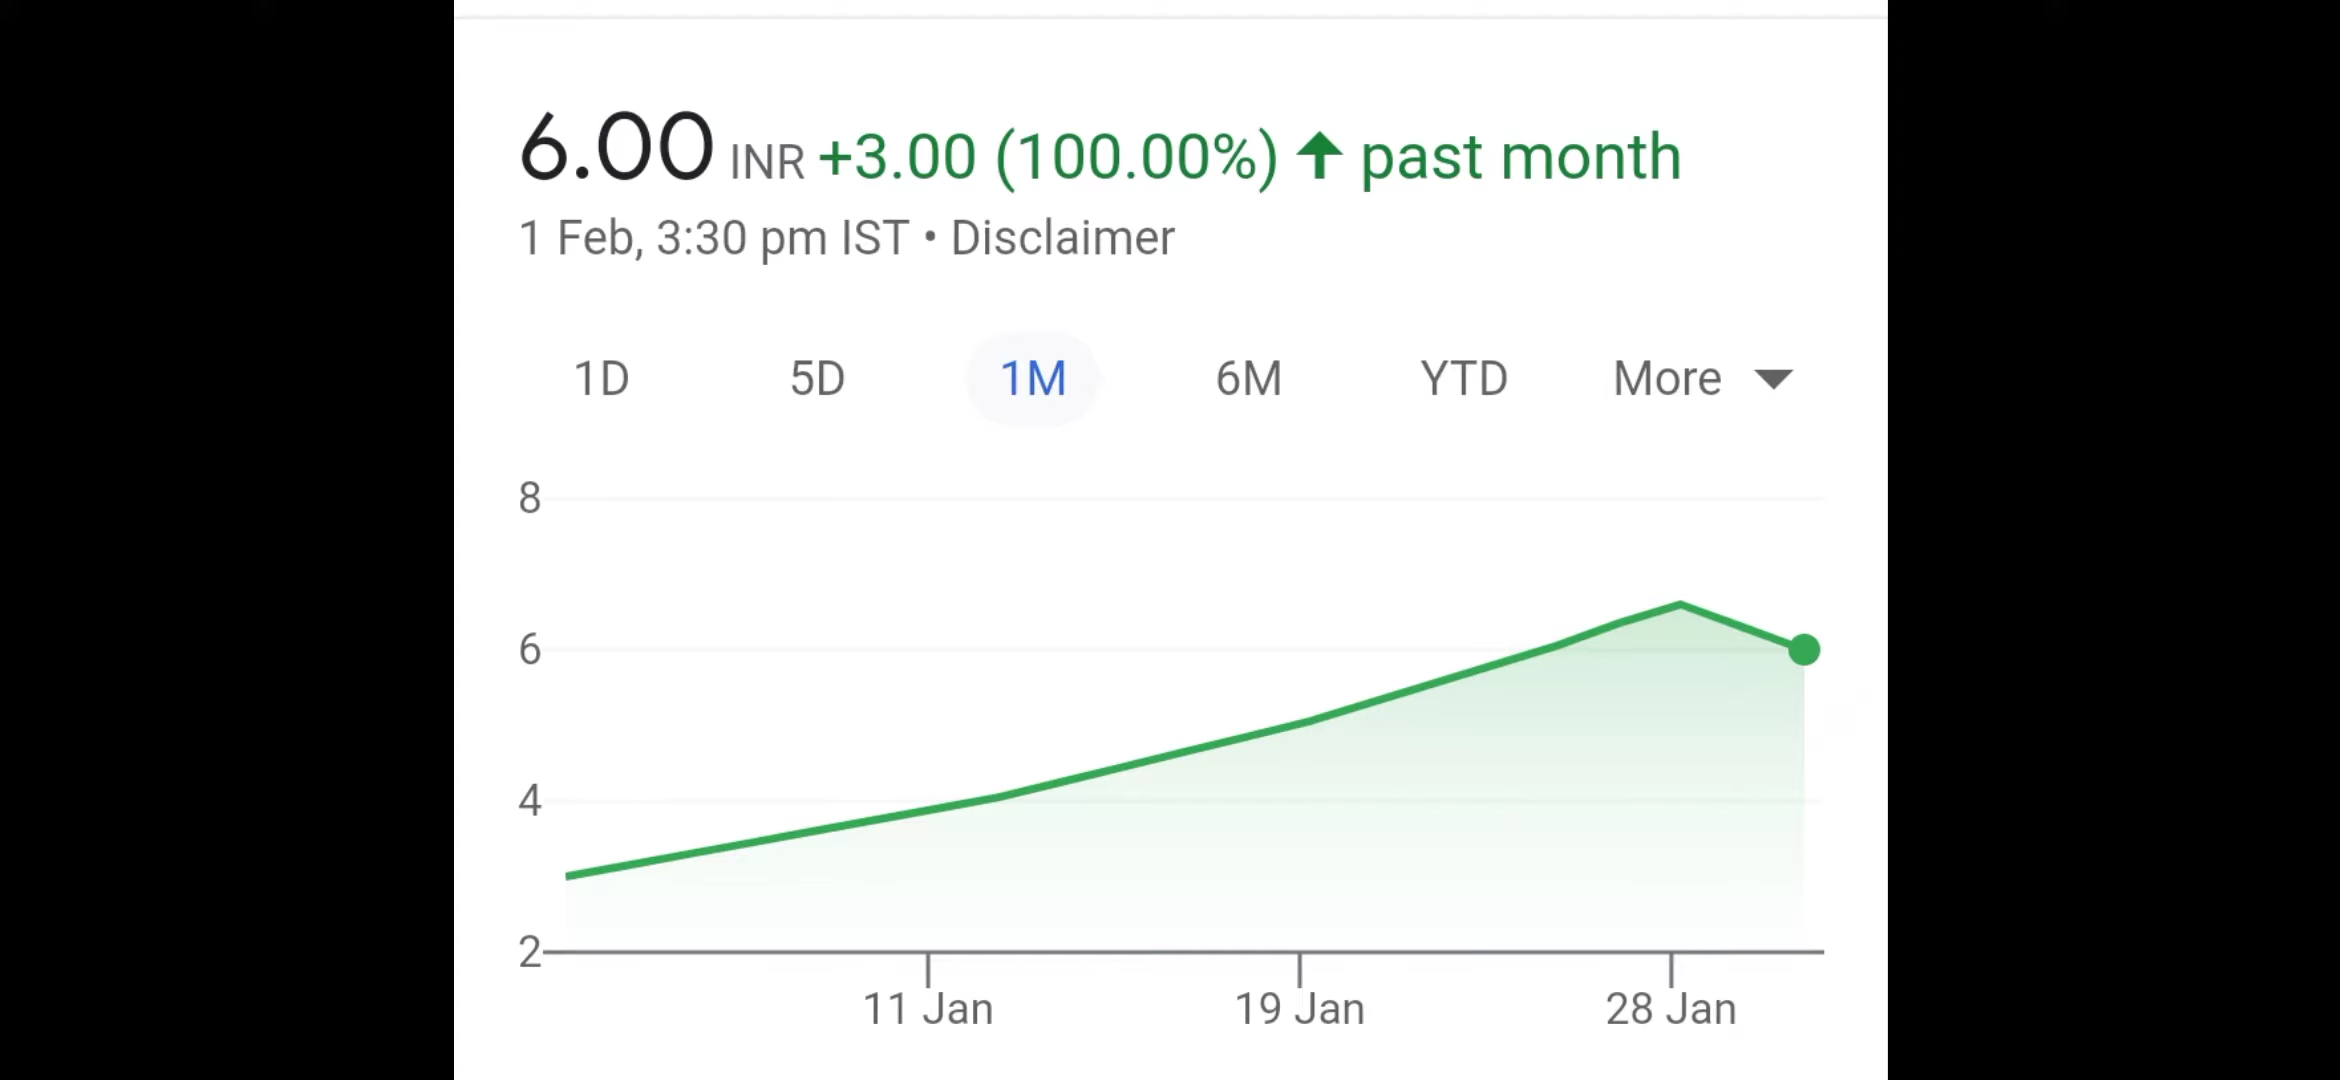 6.00 INR +3.00 (100.00%) ↑ past month
1 Feb, 3:30 pm IST • Disclaimer
1D 5D 1M 6M YTD More
8
6
4
2
11 Jan 19 Jan 28 Jan